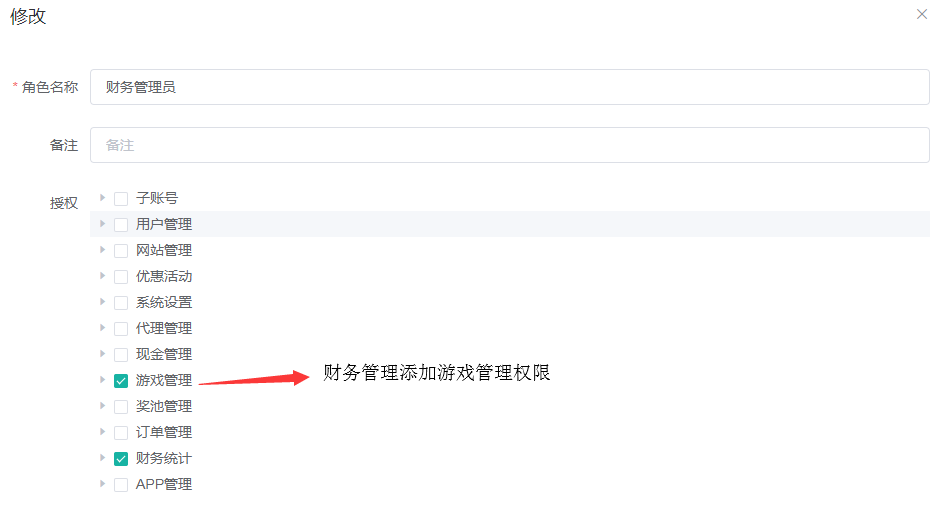 修改
* 角色名称 财务管理员
备注 备注
授权
子账号
用户管理
网站管理
优惠活动
系统设置
代理管理
现金管理
游戏管理 财务管理添加游戏管理权限
奖池管理
订单管理
财务统计
APP管理